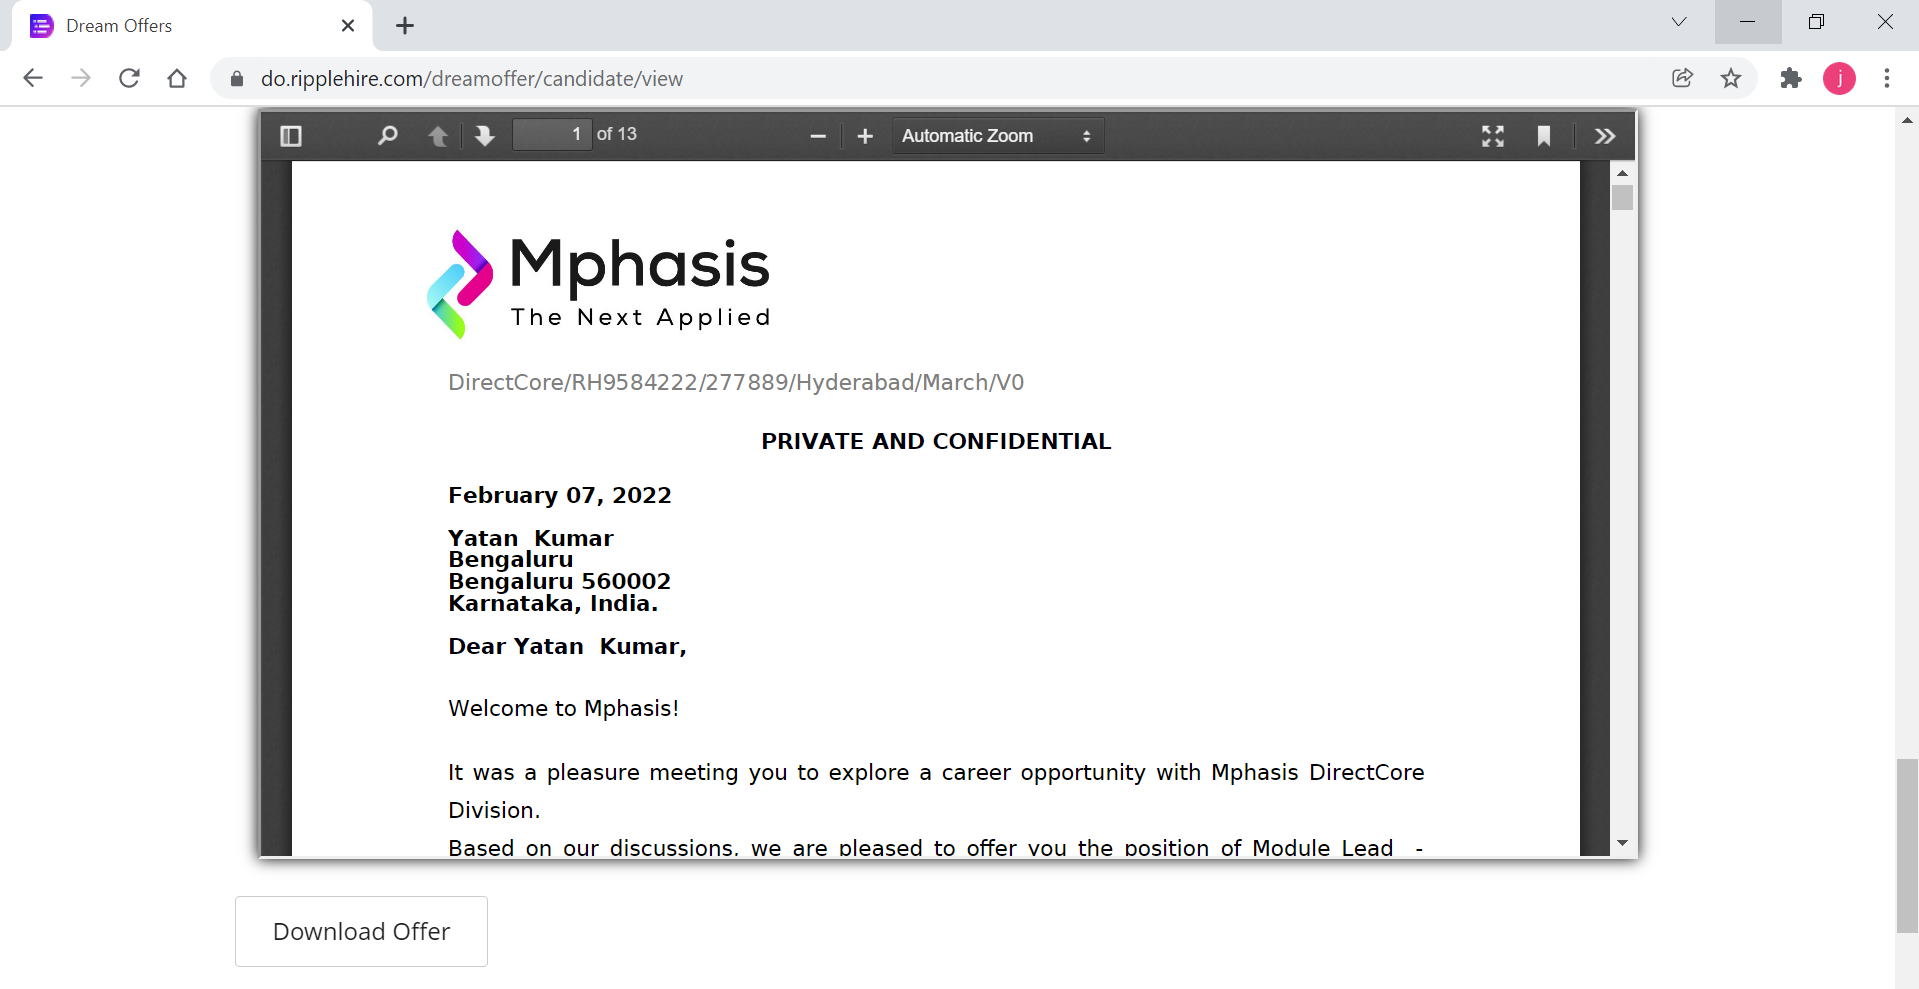 Dream Offers
do.ripplehire.com/dreamoffer/candidate/view
j
1 of 13
Automatic Zoom
Mphasis
The Next Applied
DirectCore/RH9584222/277889/Hyderabad/March/V0
PRIVATE AND CONFIDENTIAL
February 07, 2022
Yatan  Kumar
Bengaluru
Bengaluru 560002
Karnataka, India.
Dear Yatan  Kumar,
Welcome to Mphasis!
It was a pleasure meeting you to explore a career opportunity with Mphasis DirectCore
Division.
Based on our discussions, we are pleased to offer you the position of Module Lead  -
Download Offer